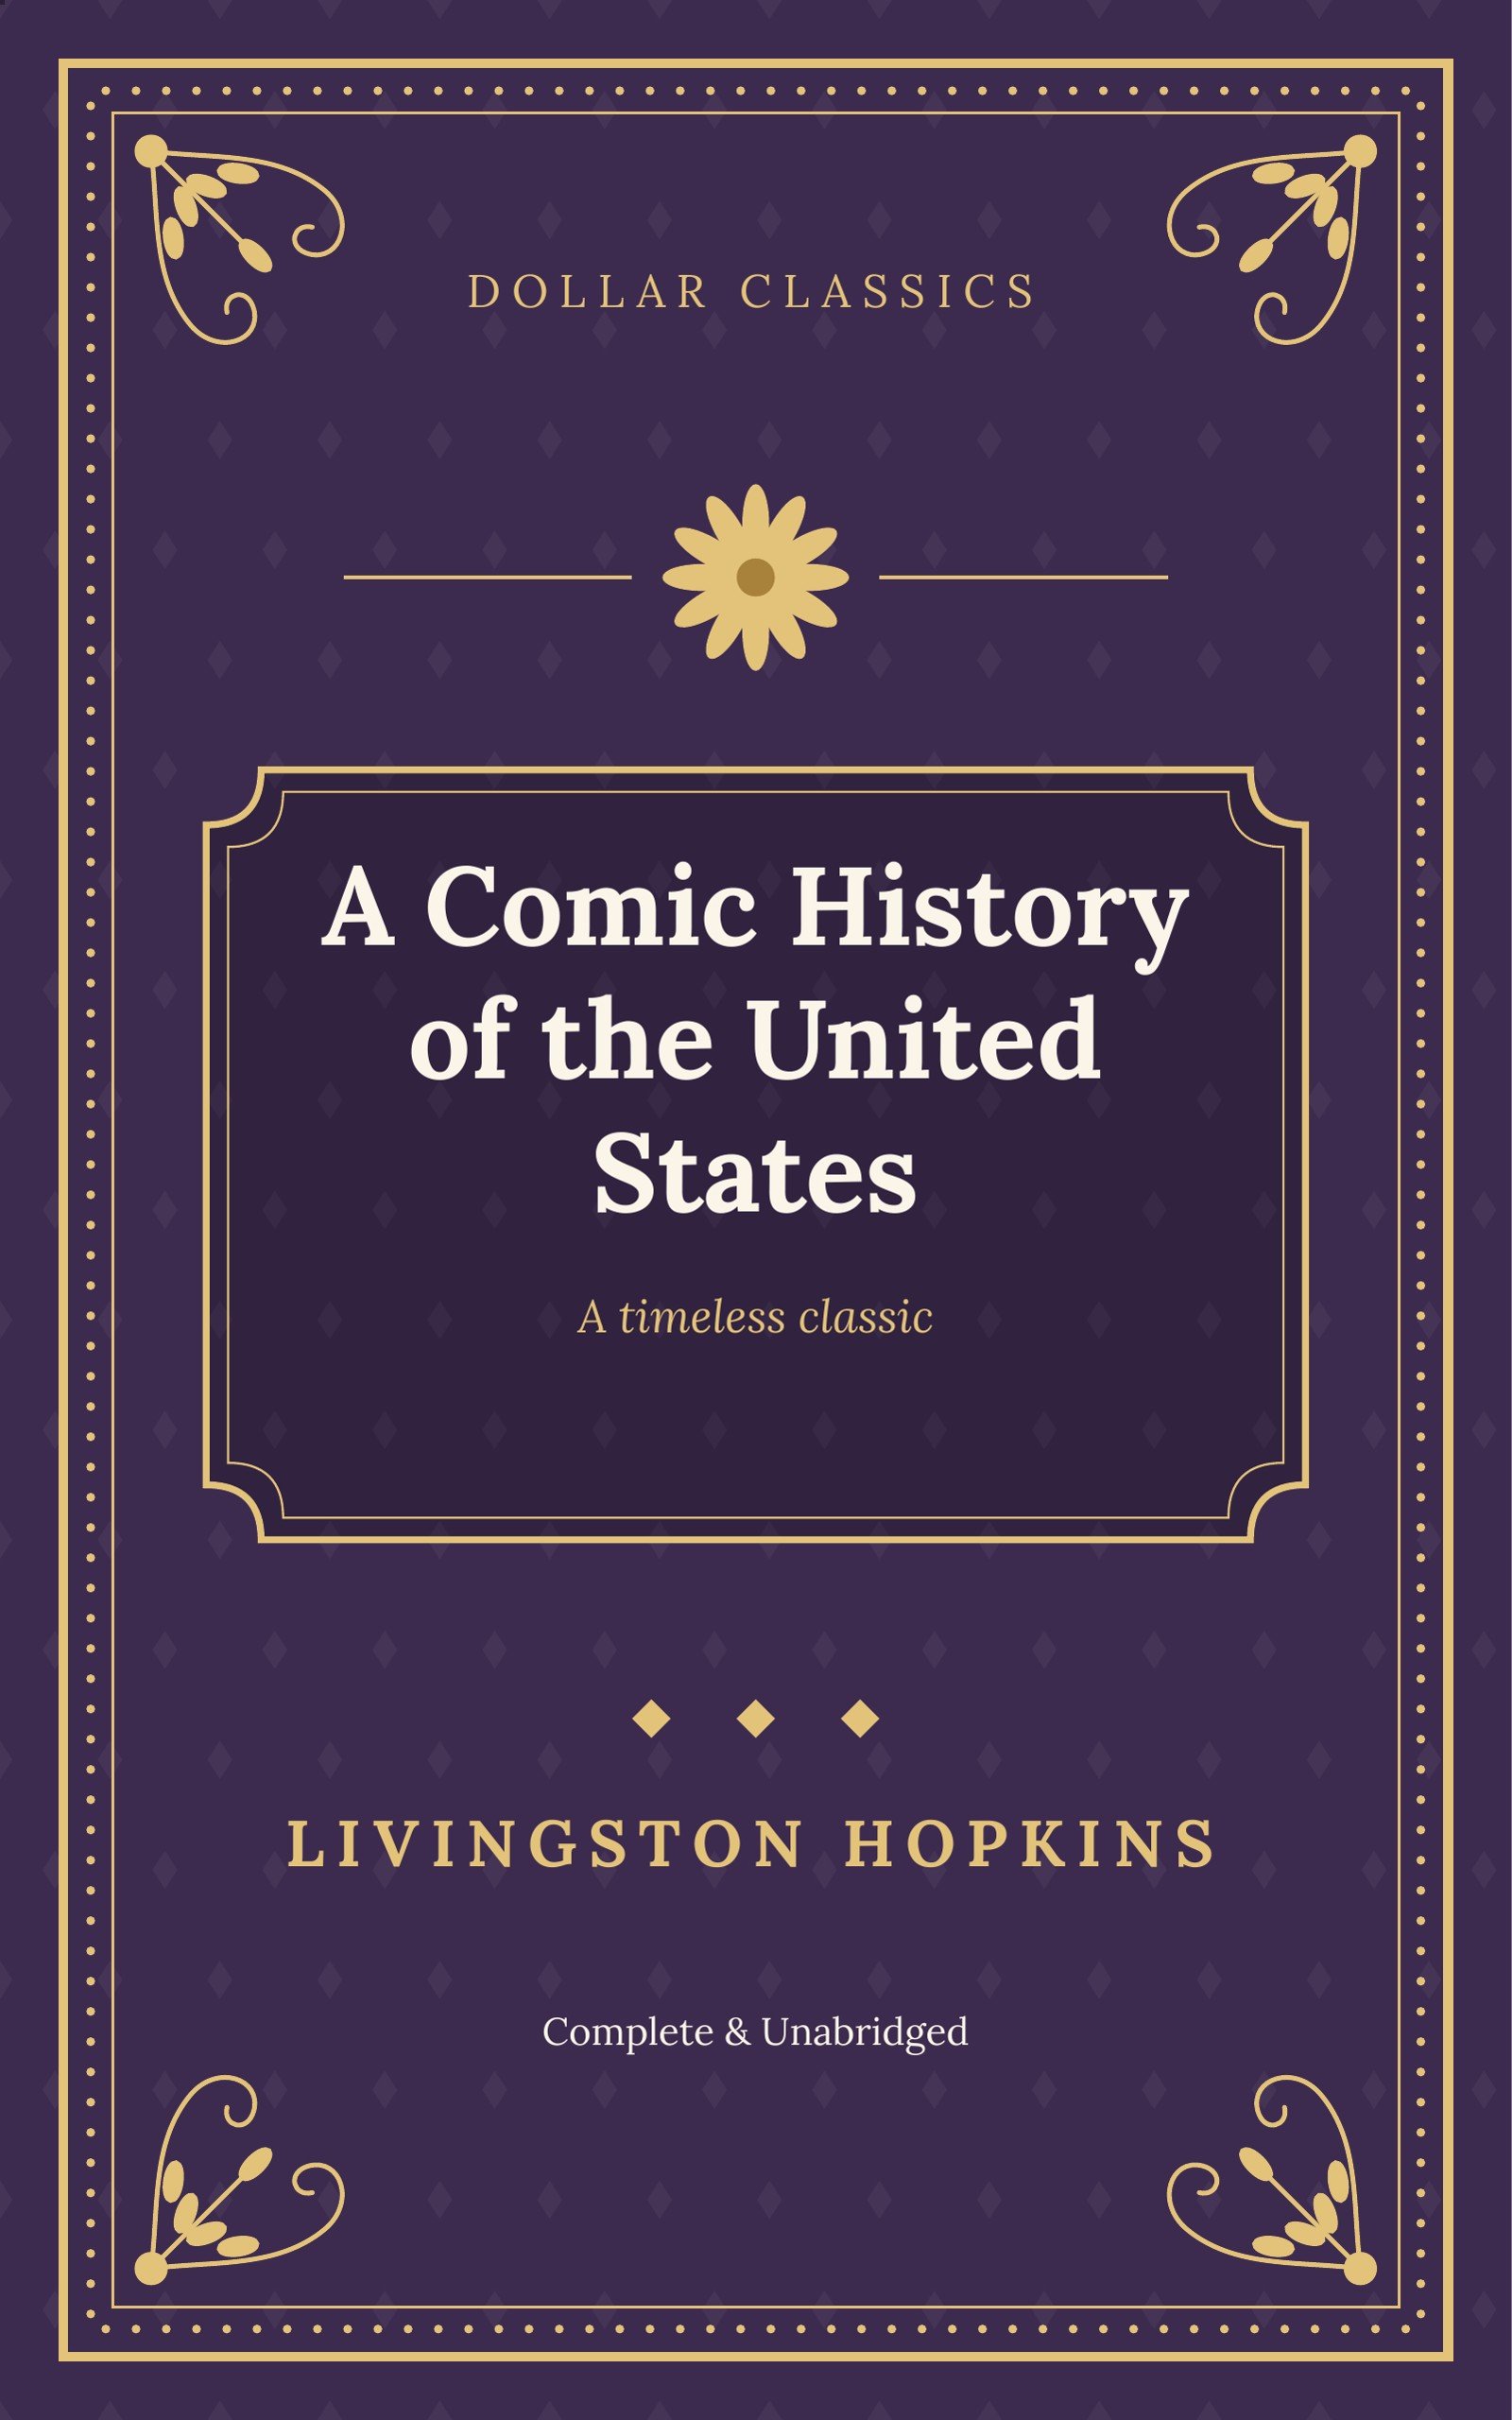 DOLLAR CLASSICS
A Comic History
of the United
States
A timeless classic
LIVINGSTON HOPKINS
Complete & Unabridged